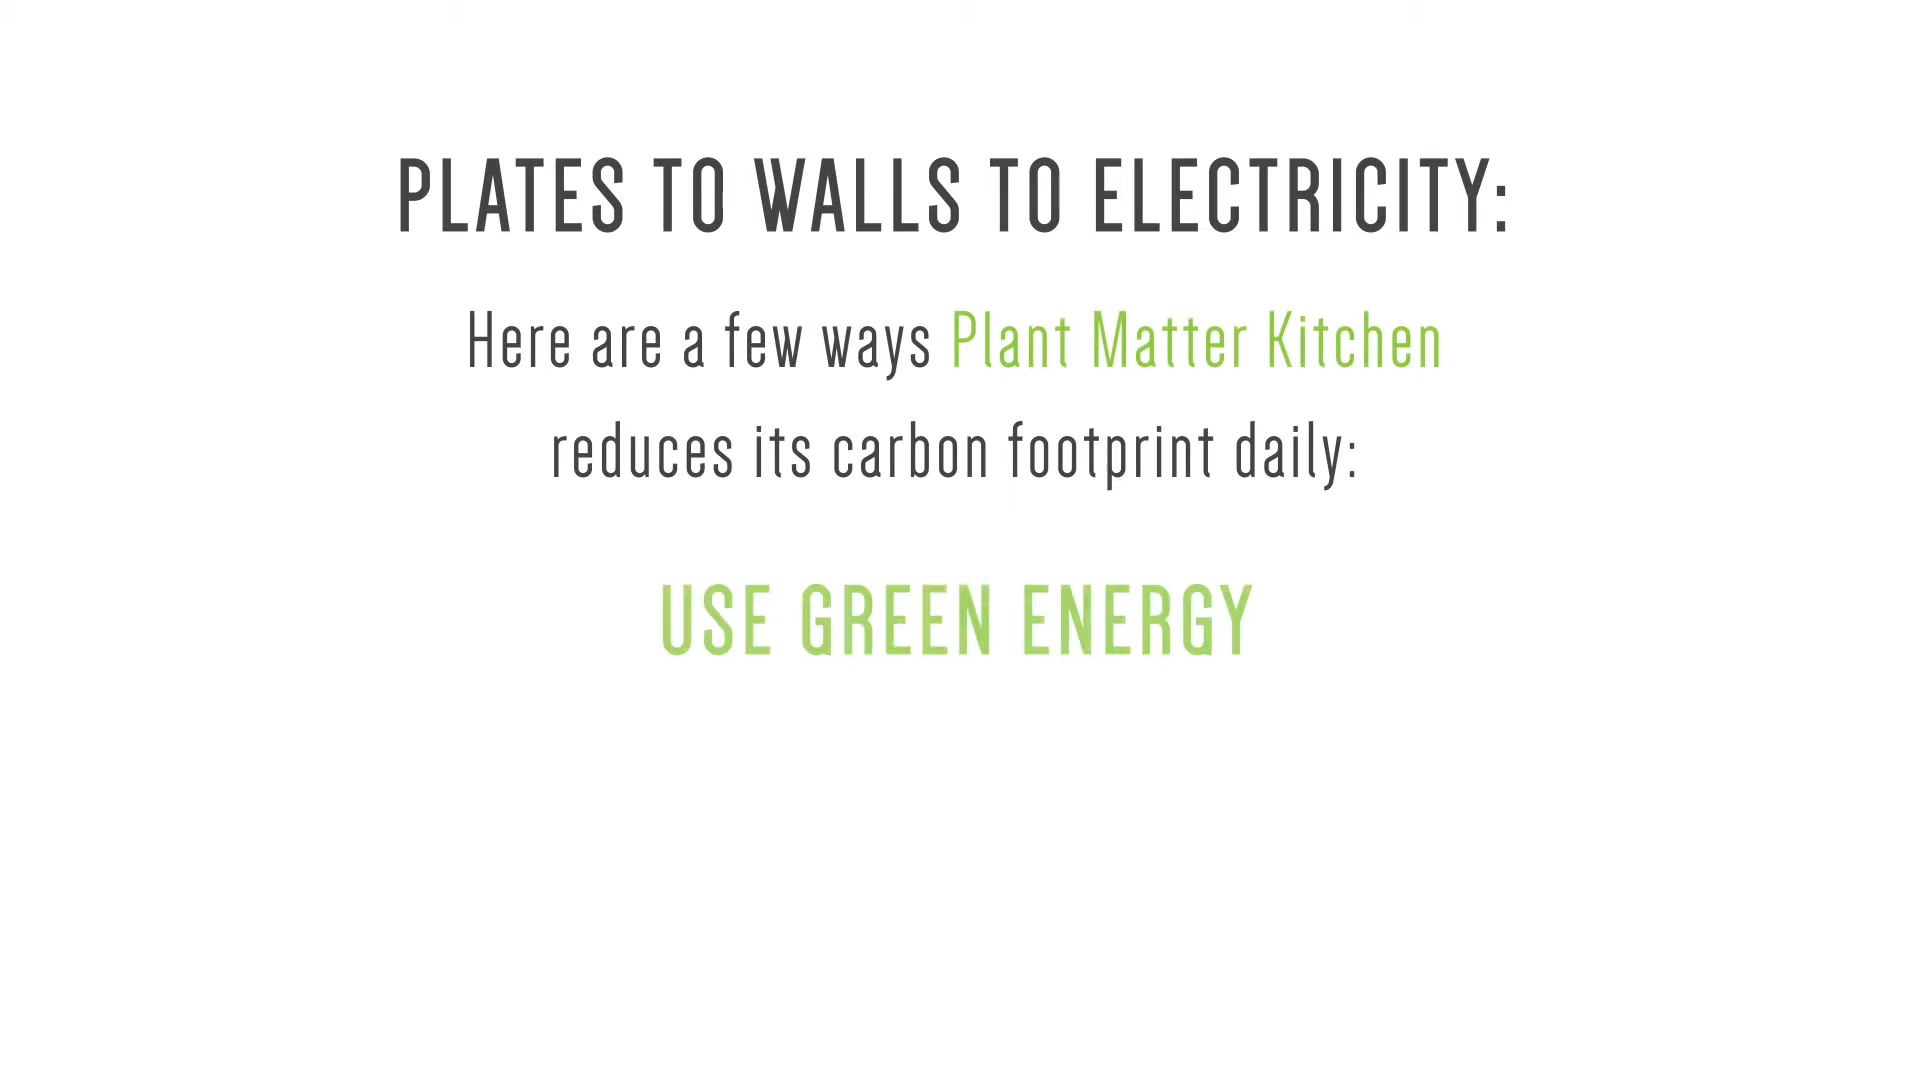 PLATES TO WALLS TO ELECTRICITY:
Here are a few ways Plant Matter Kitchen
reduces its carbon footprint daily:
USE GREEN ENERGY